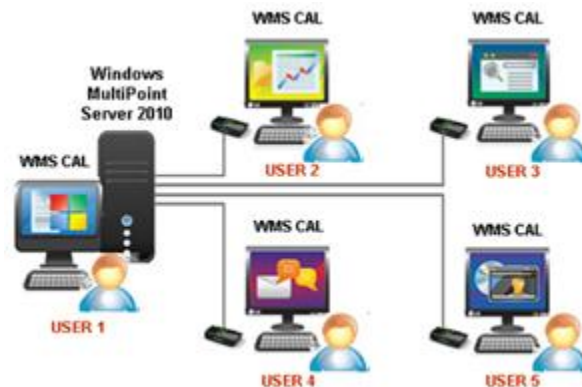 WMS CAL
WMS CAL
Windows
MultiPoint
Server 2010
WMS CAL
USER 2
USER 3
WMS CAL
WMS CAL
USER 1
USER 4
USER 5